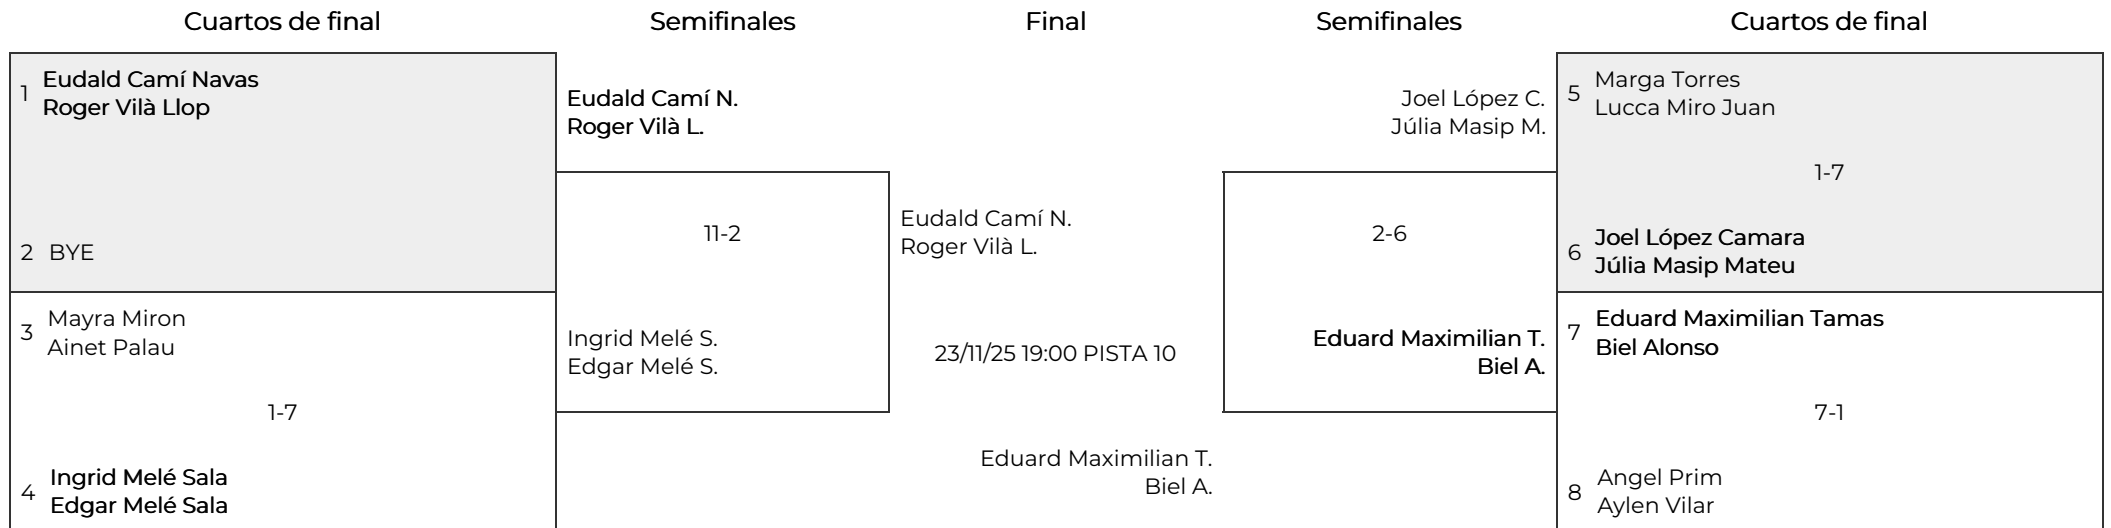 Cuartos de final
Semifinales
Final
Semifinales
Cuartos de final
1
Eudald Camí Navas
Roger Vilà Llop
2 BYE
3
Mayra Miron
Ainet Palau
1-7
4
Ingrid Melé Sala
Edgar Melé Sala
Eudald Camí N.
Roger Vilà L.
11-2
Ingrid Melé S.
Edgar Melé S.
Eudald Camí N.
Roger Vilà L.
23/11/25 19:00 PISTA 10
Eduard Maximilian T.
Biel A.
Joel López C.
Júlia Masip M.
2-6
Eduard Maximilian T.
Biel A.
5
Marga Torres
Lucca Miro Juan
1-7
6
Joel López Camara
Júlia Masip Mateu
7
Eduard Maximilian Tamas
Biel Alonso
7-1
8
Angel Prim
Aylen Vilar